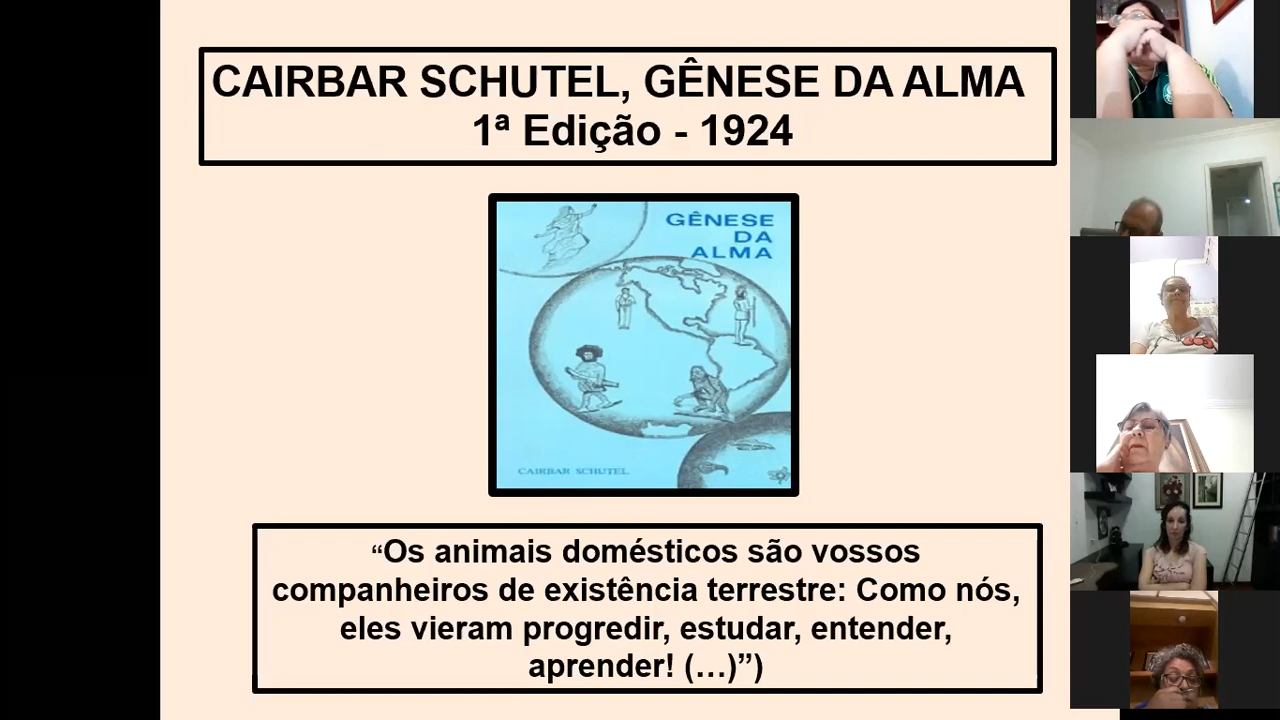 CAIRBAR SCHUTEL, GÊNESE DA ALMA
1ª Edição - 1924
GÊNESE
DA
ALMA
CAIRBAR SCHUTEL
“Os animais domésticos são vossos
companheiros de existência terrestre: Como nós,
eles vieram progredir, estudar, entender,
aprender! (...)”)